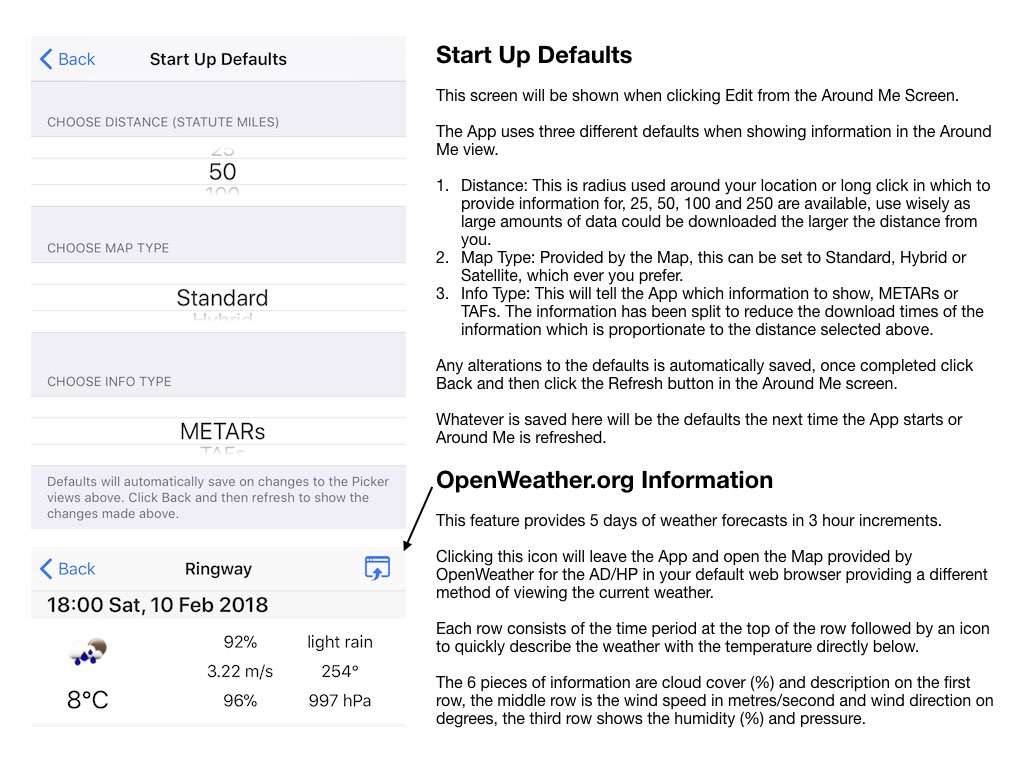 Back
Start Up Defaults
CHOOSE DISTANCE (STATUTE MILES)
25
50
100
CHOOSE MAP TYPE
Standard
Hybrid
CHOOSE INFO TYPE
METARs
TAFs
Defaults will automatically save on changes to the Picker
views above. Click Back and then refresh to show the
changes made above.
Back
Ringway
18:00 Sat, 10 Feb 2018
92%
light rain
3.22 m/s
254°
8°C
96%
997 hPa
Start Up Defaults
This screen will be shown when clicking Edit from the Around Me Screen.
The App uses three different defaults when showing information in the Around
Me view.
1. Distance: This is radius used around your location or long click in which to
provide information for, 25, 50, 100 and 250 are available, use wisely as
large amounts of data could be downloaded the larger the distance from
you.
2. Map Type: Provided by the Map, this can be set to Standard, Hybrid or
Satellite, which ever you prefer.
3. Info Type: This will tell the App which information to show, METARs or
TAFs. The information has been split to reduce the download times of the
information which is proportionate to the distance selected above.
Any alterations to the defaults is automatically saved, once completed click
Back and then click the Refresh button in the Around Me screen.
Whatever is saved here will be the defaults the next time the App starts or
Around Me is refreshed.
OpenWeather.org Information
This feature provides 5 days of weather forecasts in 3 hour increments.
Clicking this icon will leave the App and open the Map provided by
OpenWeather for the AD/HP in your default web browser providing a different
method of viewing the current weather.
Each row consists of the time period at the top of the row followed by an icon
to quickly describe the weather with the temperature directly below.
The 6 pieces of information are cloud cover (%) and description on the first
row, the middle row is the wind speed in metres/second and wind direction on
degrees, the third row shows the humidity (%) and pressure.